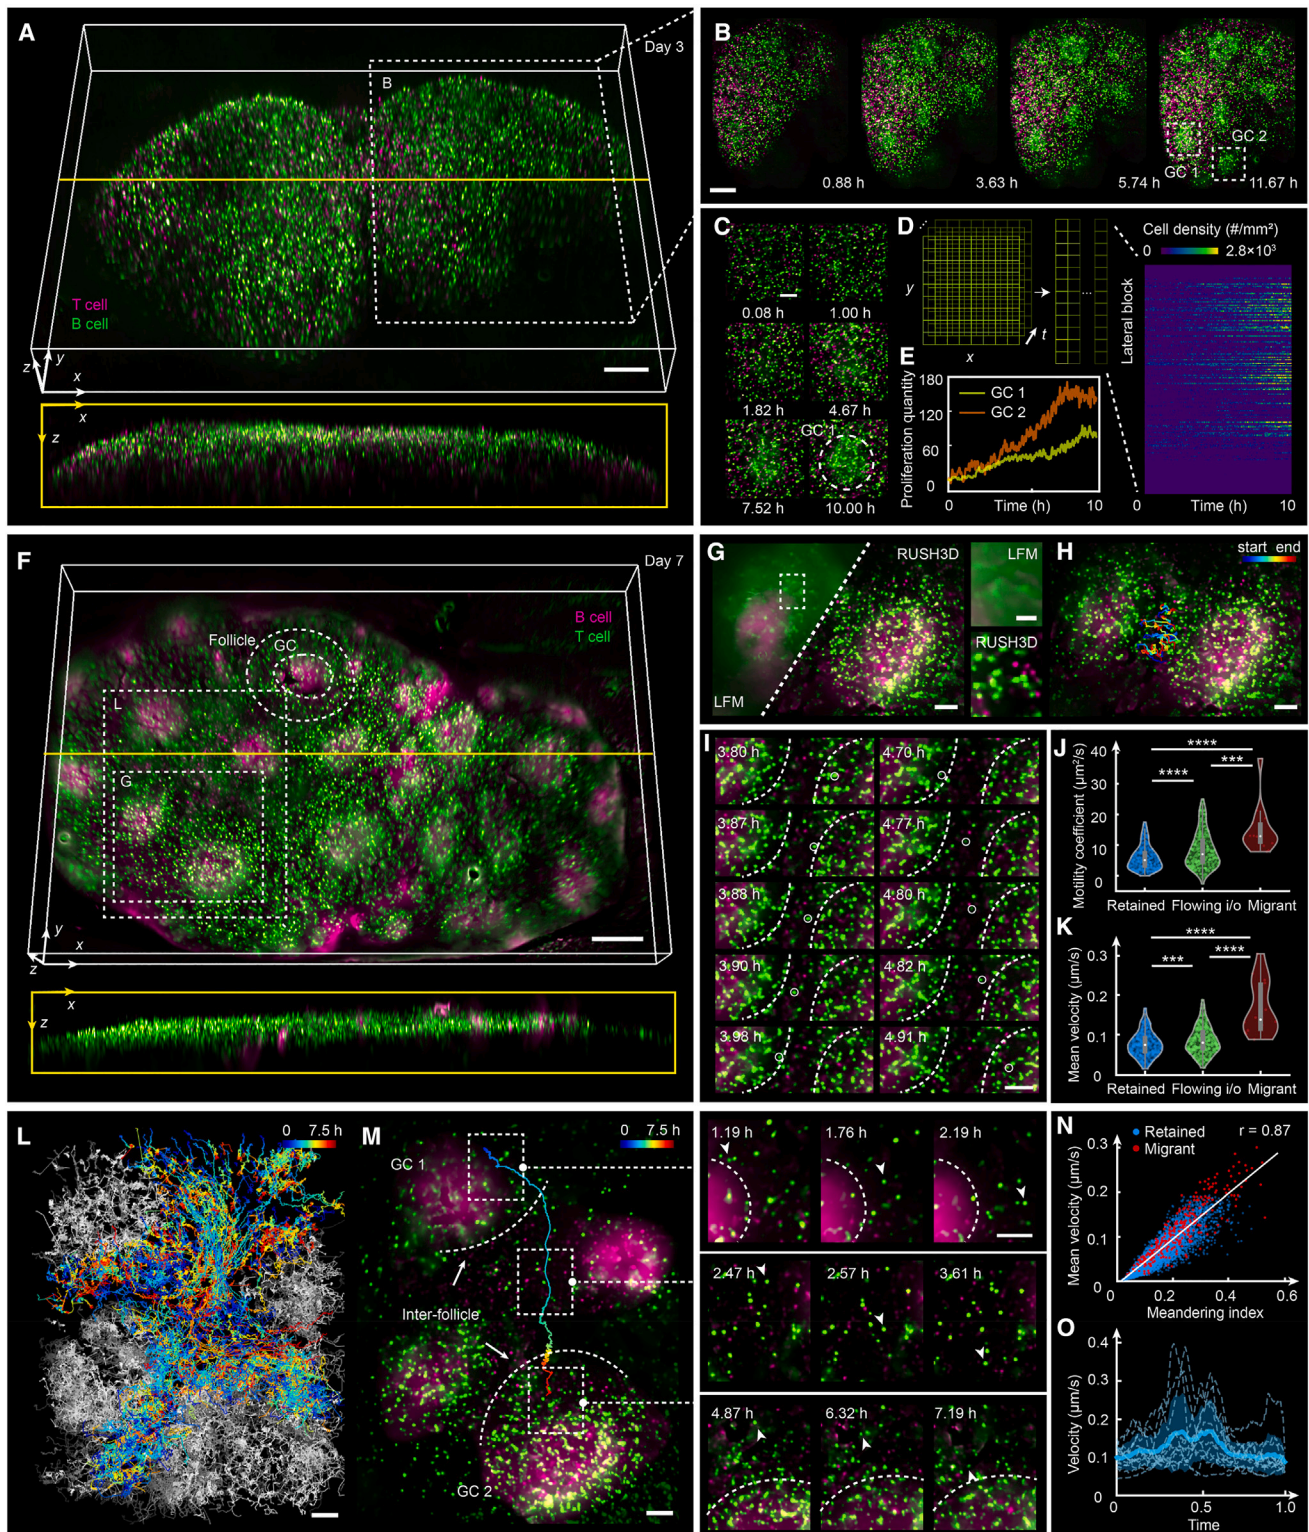 A
Day 3
B
T cell
B cell
z
y
x
x
z
B
GC 1
GC 2
0.88 h
3.63 h
5.74 h
11.67 h
C
0.08 h
1.00 h
1.82 h
4.67 h
GC 1
7.52 h
10.00 h
D
y
x
t
Cell density (#/mm²)
0
2.8×10³
Lateral block
0
Time (h)
10
E
Proliferation quantity
180
120
60
0
GC 1
GC 2
0
Time (h)
10
F
Day 7
B cell
T cell
Follicle
GC
L
G
y
x
z
x
z
G
RUSH3D
LFM
LFM
RUSH3D
H
start end
I
3.80 h
4.70 h
3.87 h
4.77 h
3.88 h
4.80 h
3.90 h
4.82 h
3.98 h
4.91 h
J
Motility coefficient (μm²/s)
40
30
20
10
0
****
****
***
Retained Flowing i/o Migrant
K
Mean velocity (μm/s)
0.3
0.2
0.1
0
****
***
****
Retained Flowing i/o Migrant
L
0 7.5 h
M
0 7.5 h
GC 1
Inter-follicle
GC 2
1.19 h
1.76 h
2.19 h
2.47 h
2.57 h
3.61 h
4.87 h
6.32 h
7.19 h
N
Retained
Migrant
r = 0.87
Mean velocity (μm/s)
0.3
0.2
0.1
0
0 0.2 0.4 0.6
Meandering index
O
Velocity (μm/s)
0.4
0.3
0.2
0.1
0
0 0.5 1.0
Time